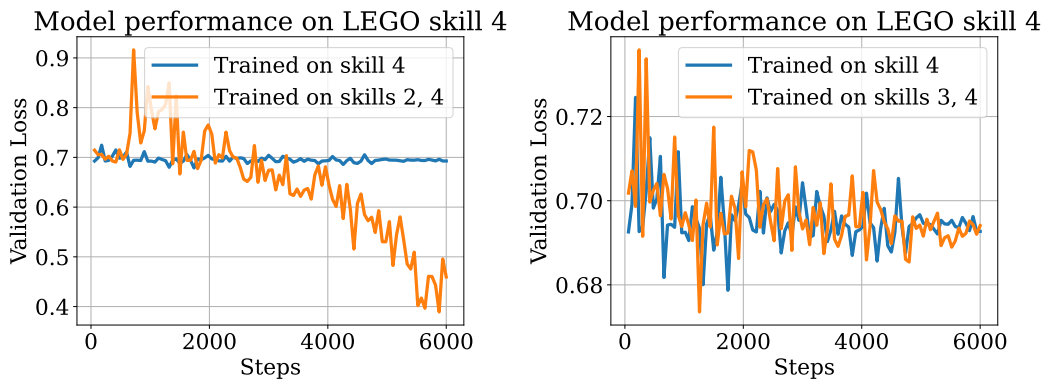 Model performance on LEGO skill 4
Validation Loss
0.9
0.8
0.7
0.6
0.5
0.4
Trained on skill 4
Trained on skills 2, 4
0 2000 4000 6000
Steps
Model performance on LEGO skill 4
Validation Loss
0.72
0.70
0.68
Trained on skill 4
Trained on skills 3, 4
0 2000 4000 6000
Steps